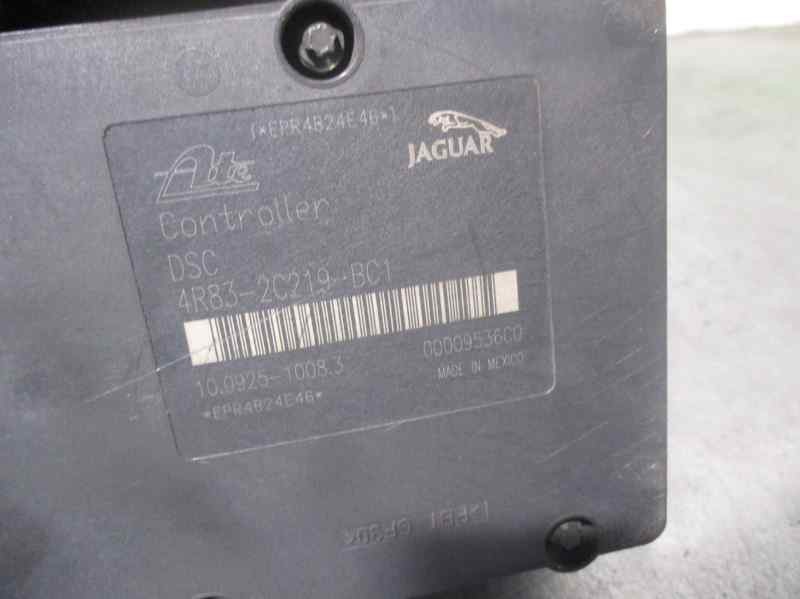 *EPR4B24E46*
Ate
JAGUAR
Controller
DSC
4R83-2C219-BC1
10.0925-1008.3
00009536C0
MADE IN MEXICO
*EPR4B24E46*